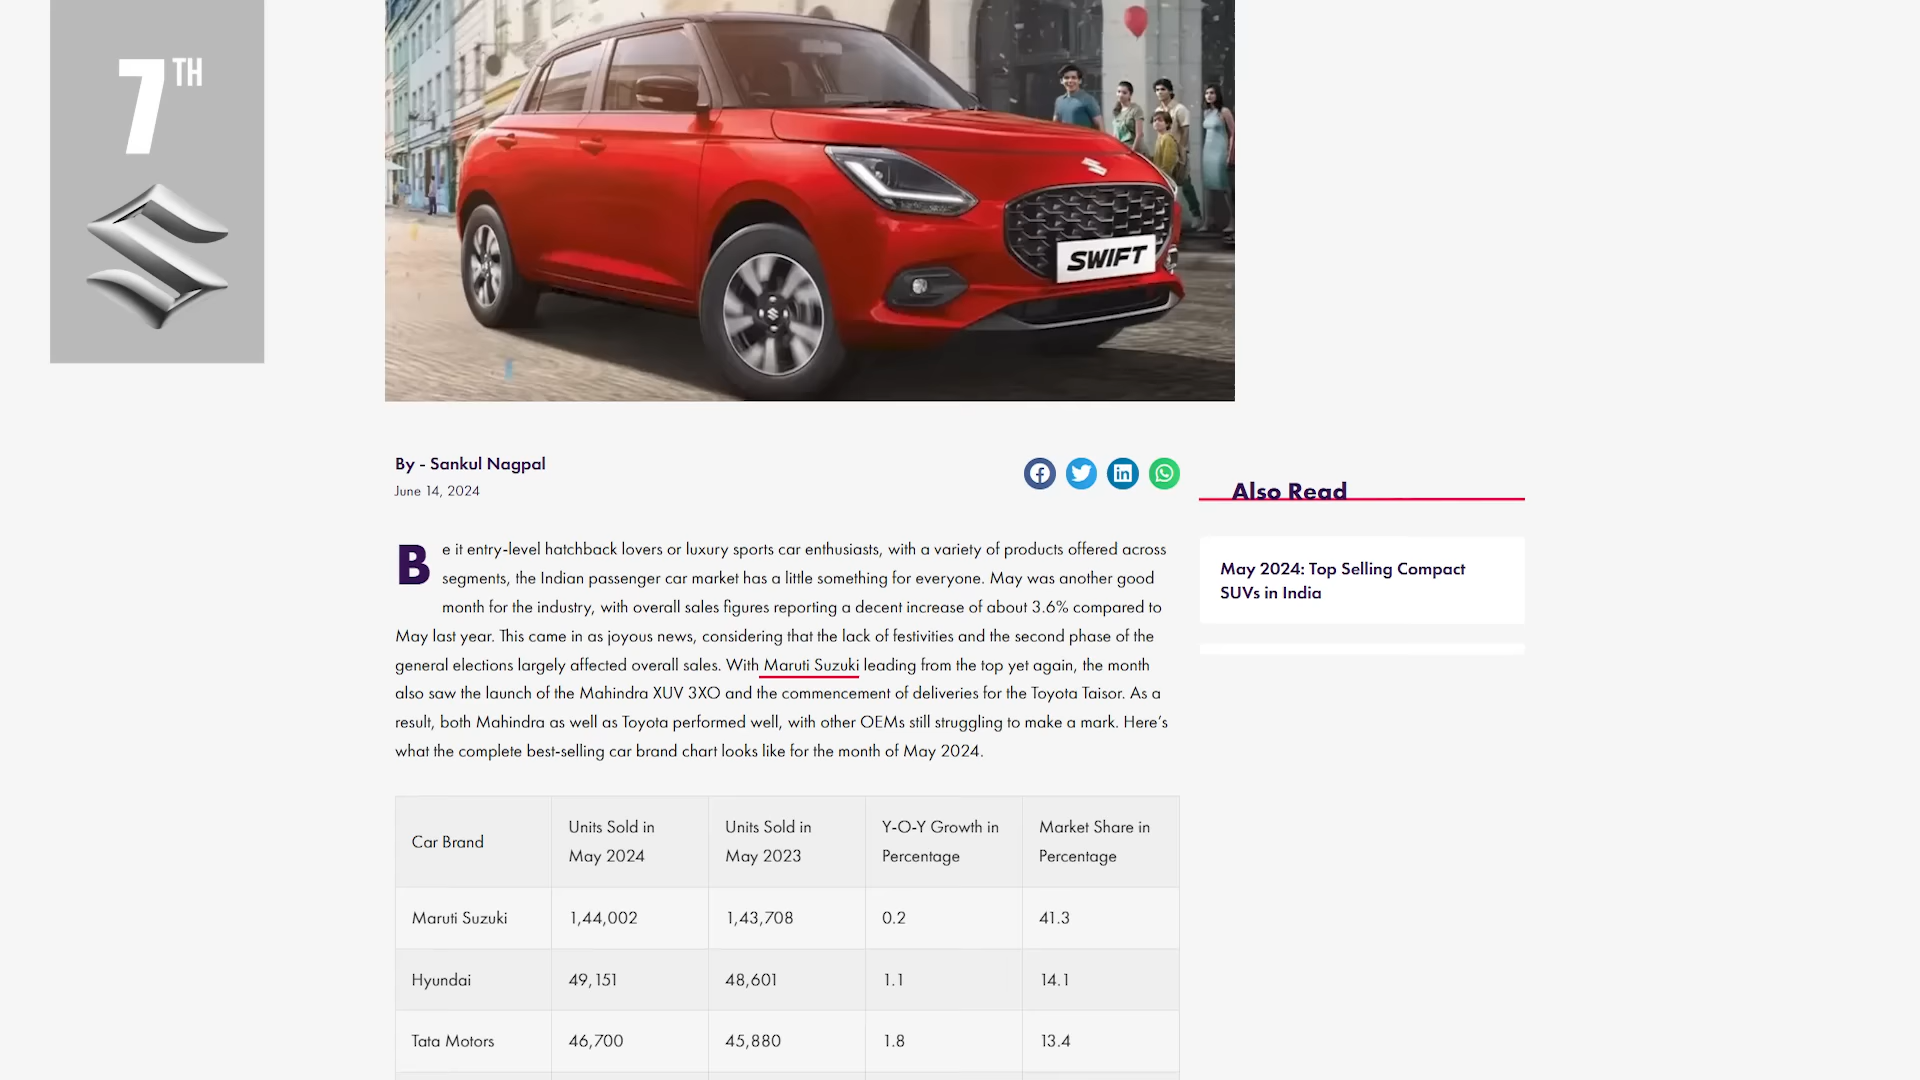 7TH
SWIFT
By - Sankul Nagpal
June 14, 2024
Also Read
May 2024: Top Selling Compact
SUVs in India
Be it entry-level hatchback lovers or luxury sports car enthusiasts, with a variety of products offered across
segments, the Indian passenger car market has a little something for everyone. May was another good
month for the industry, with overall sales figures reporting a decent increase of about 3.6% compared to
May last year. This came in as joyous news, considering that the lack of festivities and the second phase of the
general elections largely affected overall sales. With Maruti Suzuki leading from the top yet again, the month
also saw the launch of the Mahindra XUV 3XO and the commencement of deliveries for the Toyota Taisor. As a
result, both Mahindra as well as Toyota performed well, with other OEMs still struggling to make a mark. Here's
what the complete best-selling car brand chart looks like for the month of May 2024.
Car Brand
Units Sold in
May 2024
Units Sold in
May 2023
Y-O-Y Growth in
Percentage
Market Share in
Percentage
Maruti Suzuki 1,44,002 1,43,708 0.2 41.3
Hyundai 49,151 48,601 1.1 14.1
Tata Motors 46,700 45,880 1.8 13.4